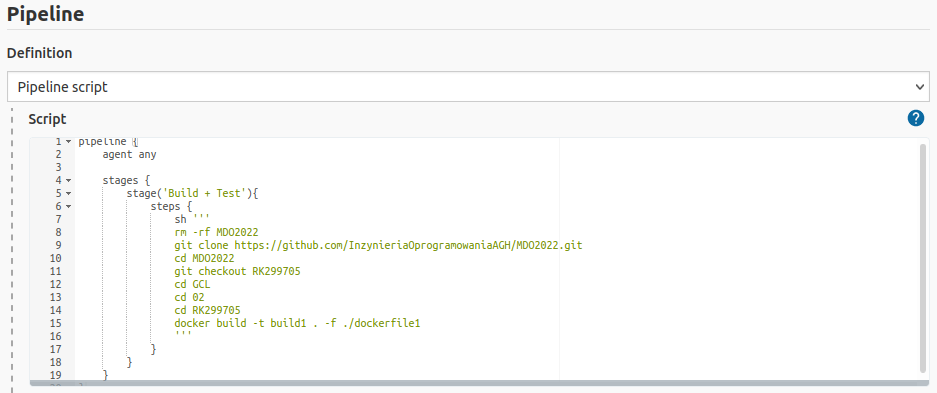 Pipeline
Definition
Pipeline script
Script
?
1 pipeline {
2     agent any
3
4     stages {
5         stage('Build + Test'){
6             steps {
7                 sh '''
8                 rm -rf MDO2022
9                 git clone https://github.com/InzynieriaOprogramowaniaAGH/MDO2022.git
10                 cd MDO2022
11                 git checkout RK299705
12                 cd GCL
13                 cd 02
14                 cd RK299705
15                 docker build -t build1 . -f ./dockerfile1
16                 '''
17             }
18         }
19     }